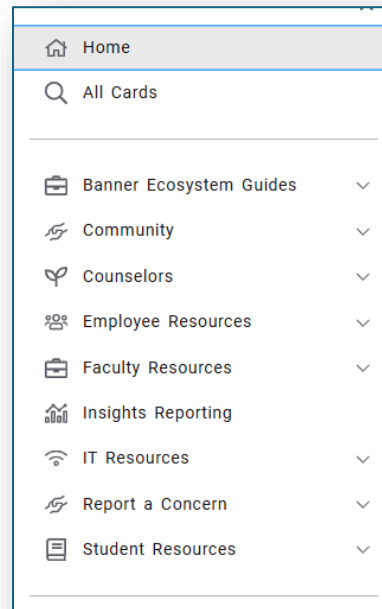 Home
All Cards
Banner Ecosystem Guides
Community
Counselors
Employee Resources
Faculty Resources
Insights Reporting
IT Resources
Report a Concern
Student Resources